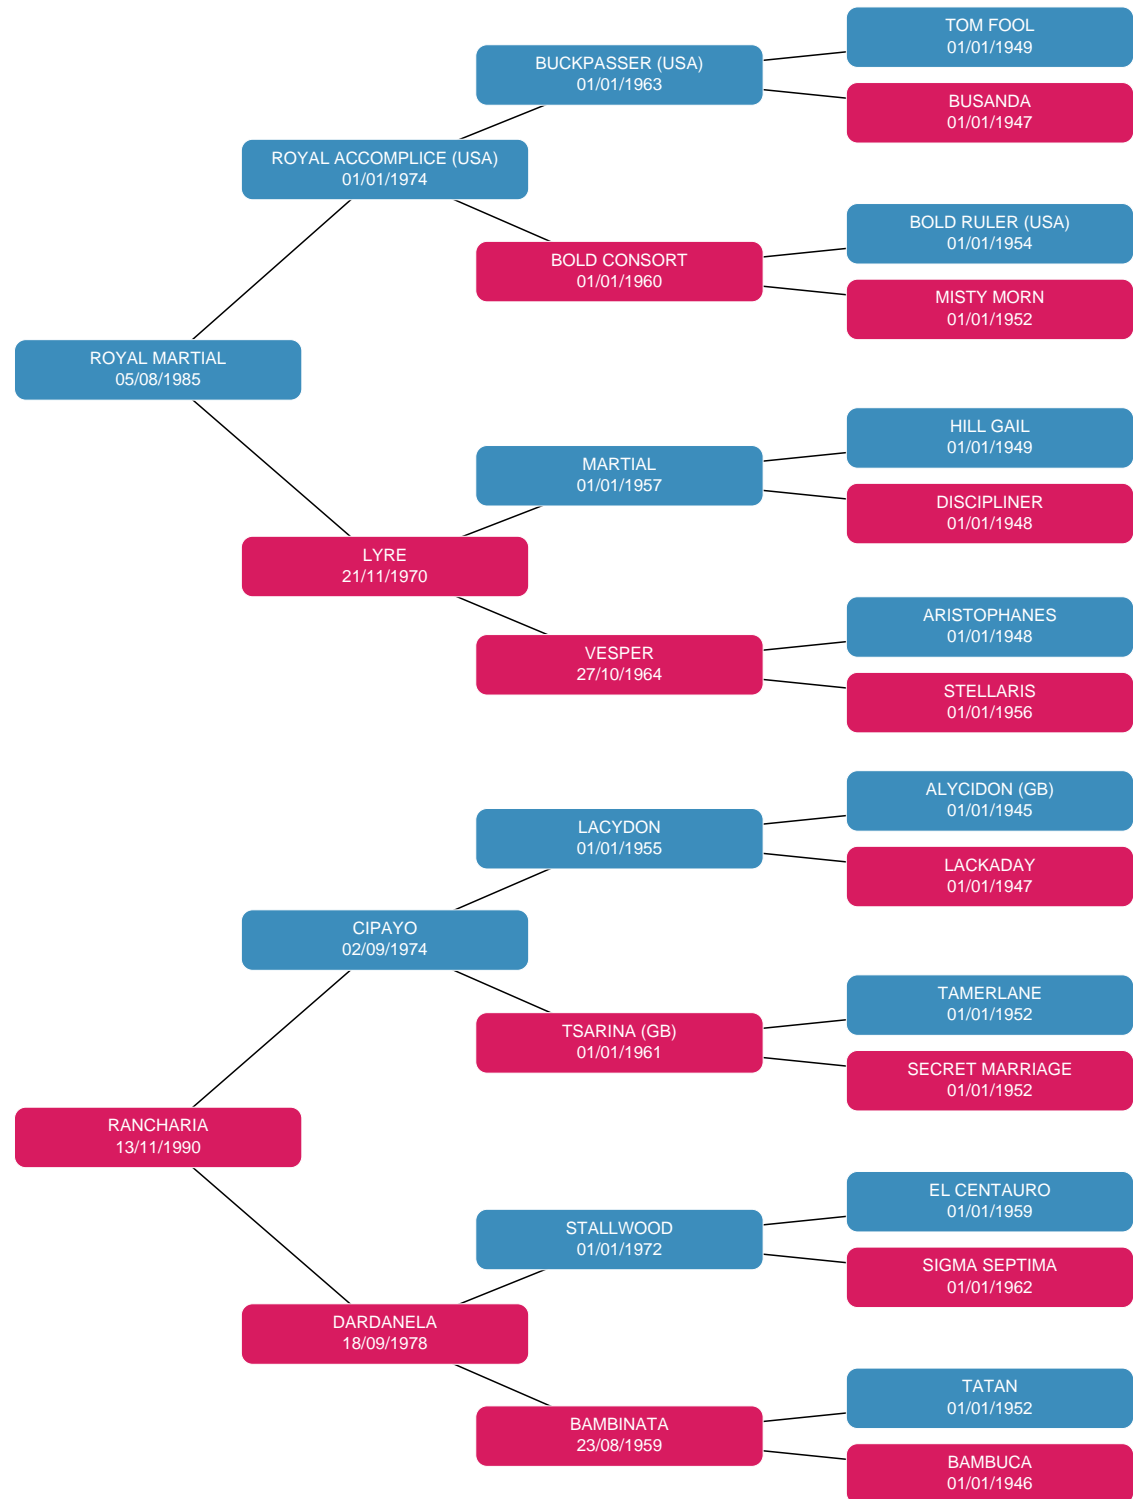 TOM FOOL
01/01/1949
BUCKPASSER (USA)
01/01/1963
BUSANDA
01/01/1947
ROYAL ACCOMPLICE (USA)
01/01/1974
BOLD RULER (USA)
01/01/1954
BOLD CONSORT
01/01/1960
MISTY MORN
01/01/1952
ROYAL MARTIAL
05/08/1985
HILL GAIL
01/01/1949
MARTIAL
01/01/1957
DISCIPLINER
01/01/1948
LYRE
21/11/1970
ARISTOPHANES
01/01/1948
VESPER
27/10/1964
STELLARIS
01/01/1956
ALYCIDON (GB)
01/01/1945
LACYDON
01/01/1955
LACKADAY
01/01/1947
CIPAYO
02/09/1974
TAMERLANE
01/01/1952
TSARINA (GB)
01/01/1961
SECRET MARRIAGE
01/01/1952
RANCHARIA
13/11/1990
EL CENTAURO
01/01/1959
STALLWOOD
01/01/1972
SIGMA SEPTIMA
01/01/1962
DARDANELA
18/09/1978
TATAN
01/01/1952
BAMBINATA
23/08/1959
BAMBUCA
01/01/1946